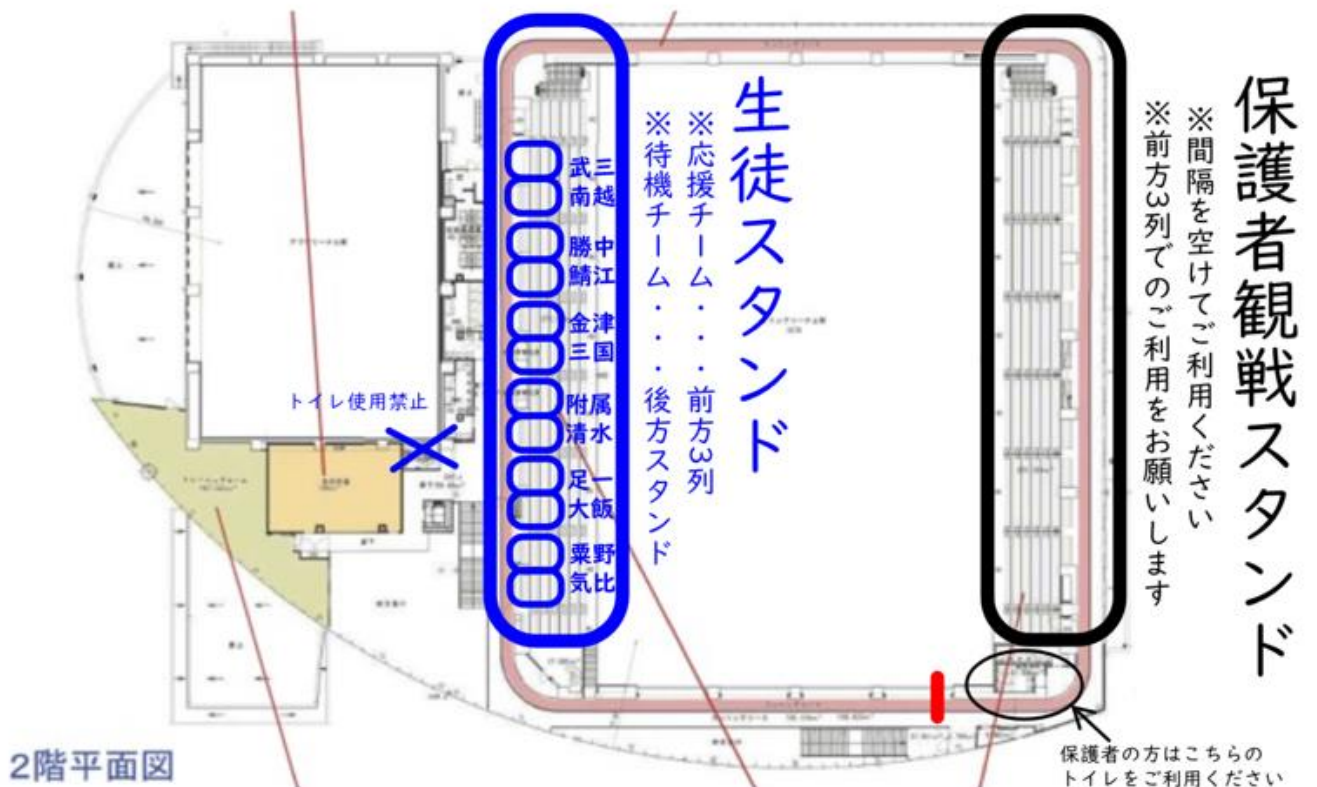 保護者観戦スタンド
※間隔を空けてご利用ください
※前方3列でのご利用をお願いします
生徒スタンド
※応援チーム・・・前方3列
※待機チーム・・・後方スタンド
武三
南越
勝中
鯖江
金津
三国
附属
清水
足一
大飯
粟野
気比
トイレ使用禁止
保護者の方はこちらの
トイレをご利用ください
2階平面図